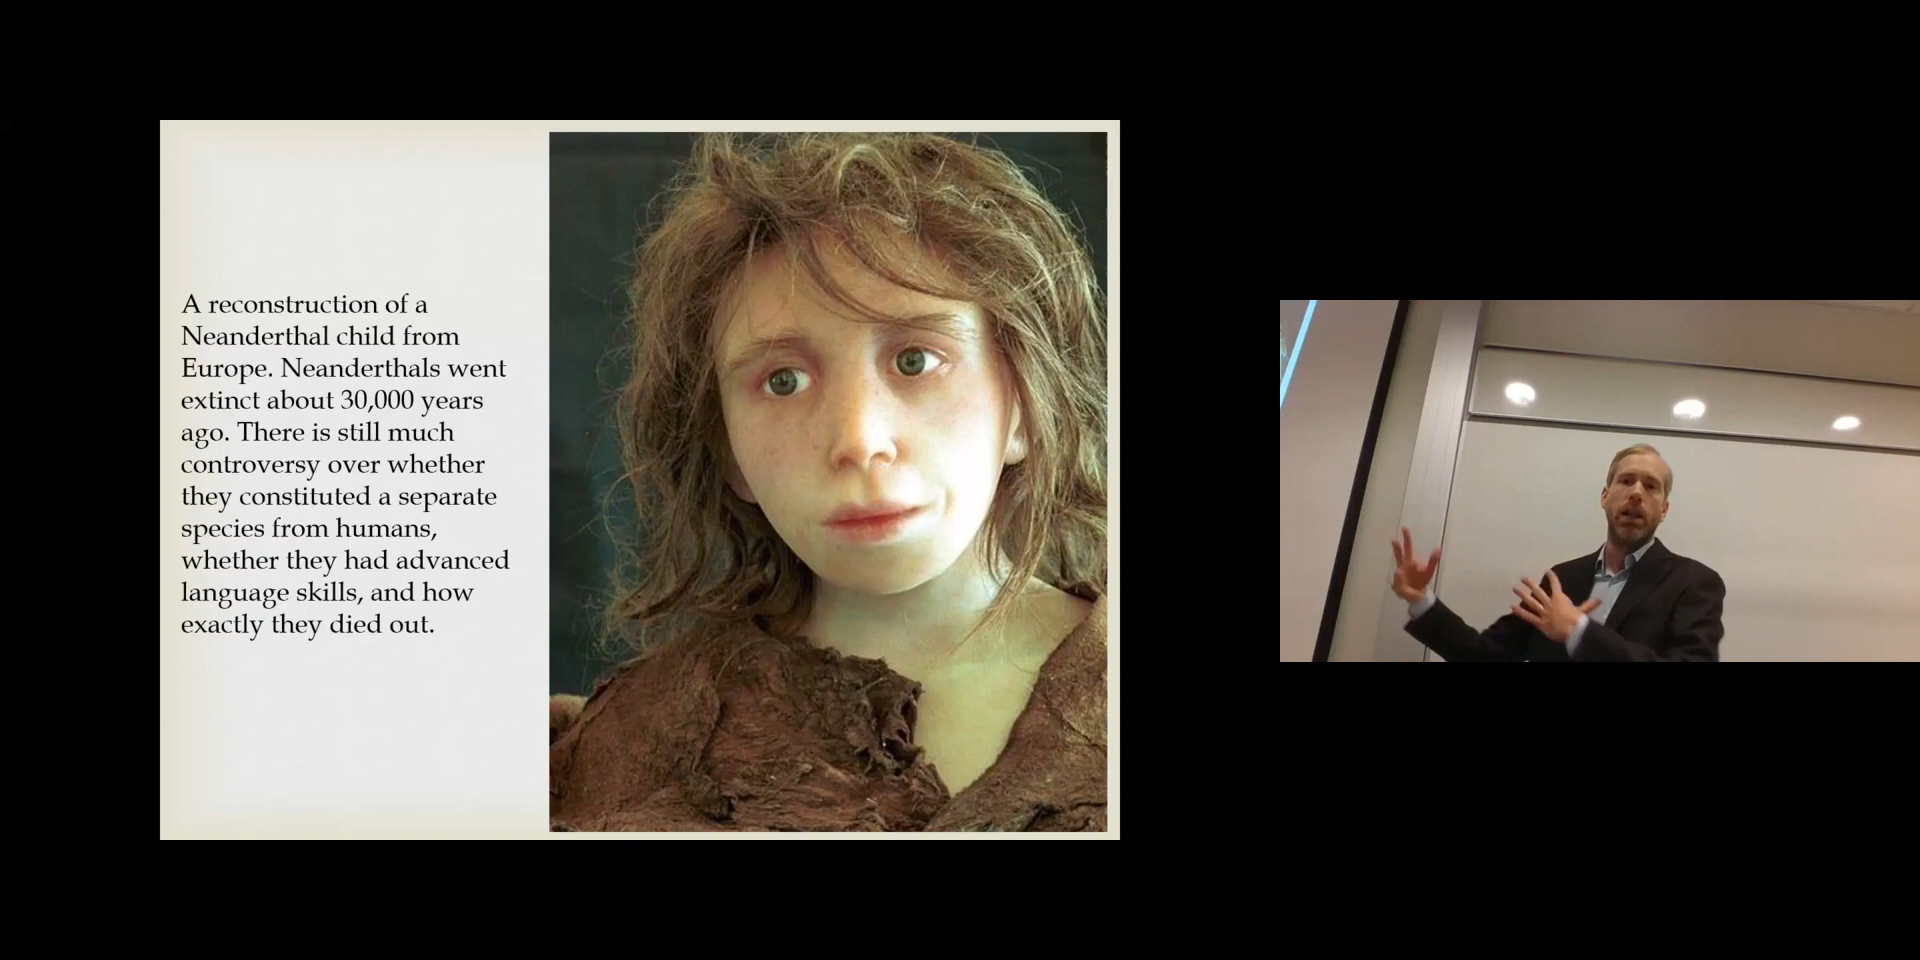 A reconstruction of a
Neanderthal child from
Europe. Neanderthals went
extinct about 30,000 years
ago. There is still much
controversy over whether
they constituted a separate
species from humans,
whether they had advanced
language skills, and how
exactly they died out.